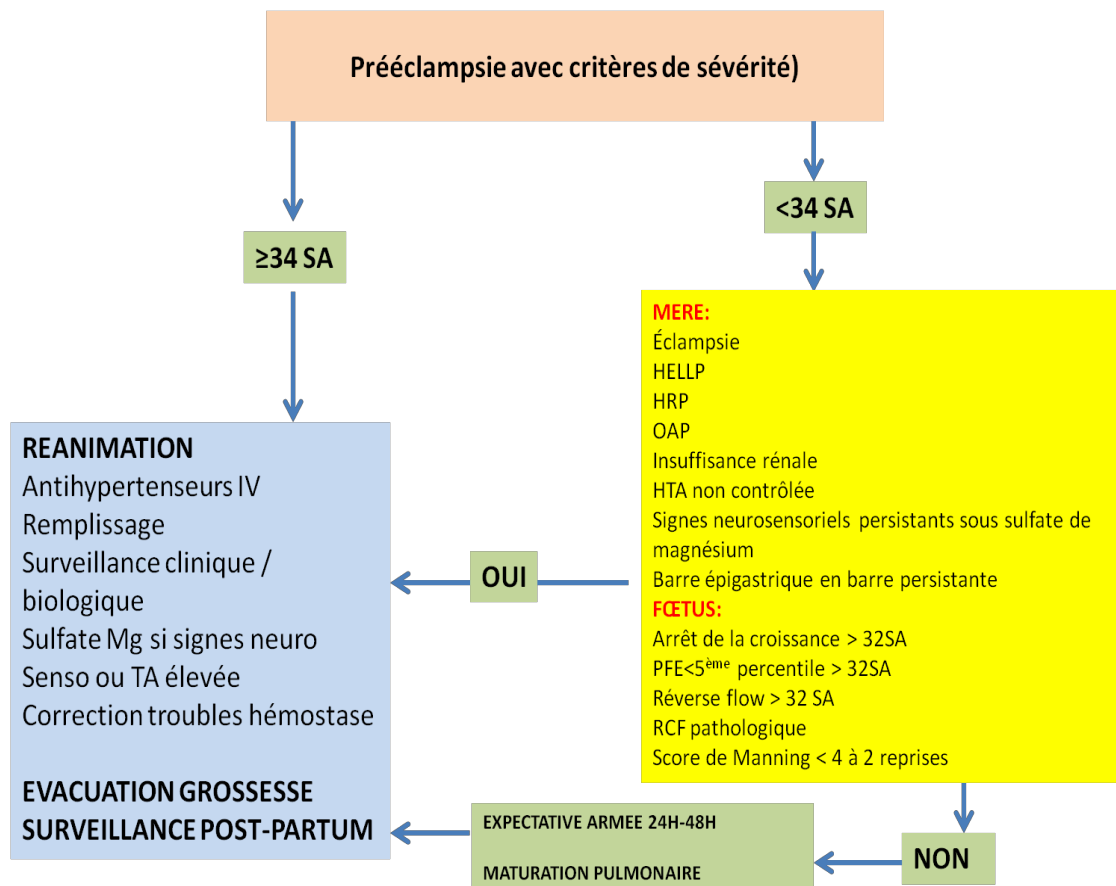 Prééclampsie avec critères de sévérité)
≥34 SA
<34 SA
MERE:
Éclampsie
HELLP
HRP
OAP
Insuffisance rénale
HTA non contrôlée
Signes neurosensoriels persistants sous sulfate de
magnésium
Barre épigastrique en barre persistante
FŒTUS:
Arrêt de la croissance > 32SA
PFE<5ème percentile > 32SA
Réverse flow > 32 SA
RCF pathologique
Score de Manning < 4 à 2 reprises
OUI
NON
EXPECTATIVE ARMEE 24H-48H
MATURATION PULMONAIRE
REANIMATION
Antihypertenseurs IV
Remplissage
Surveillance clinique /
biologique
Sulfate Mg si signes neuro
Senso ou TA élevée
Correction troubles hémostase
EVACUATION GROSSESSE
SURVEILLANCE POST-PARTUM